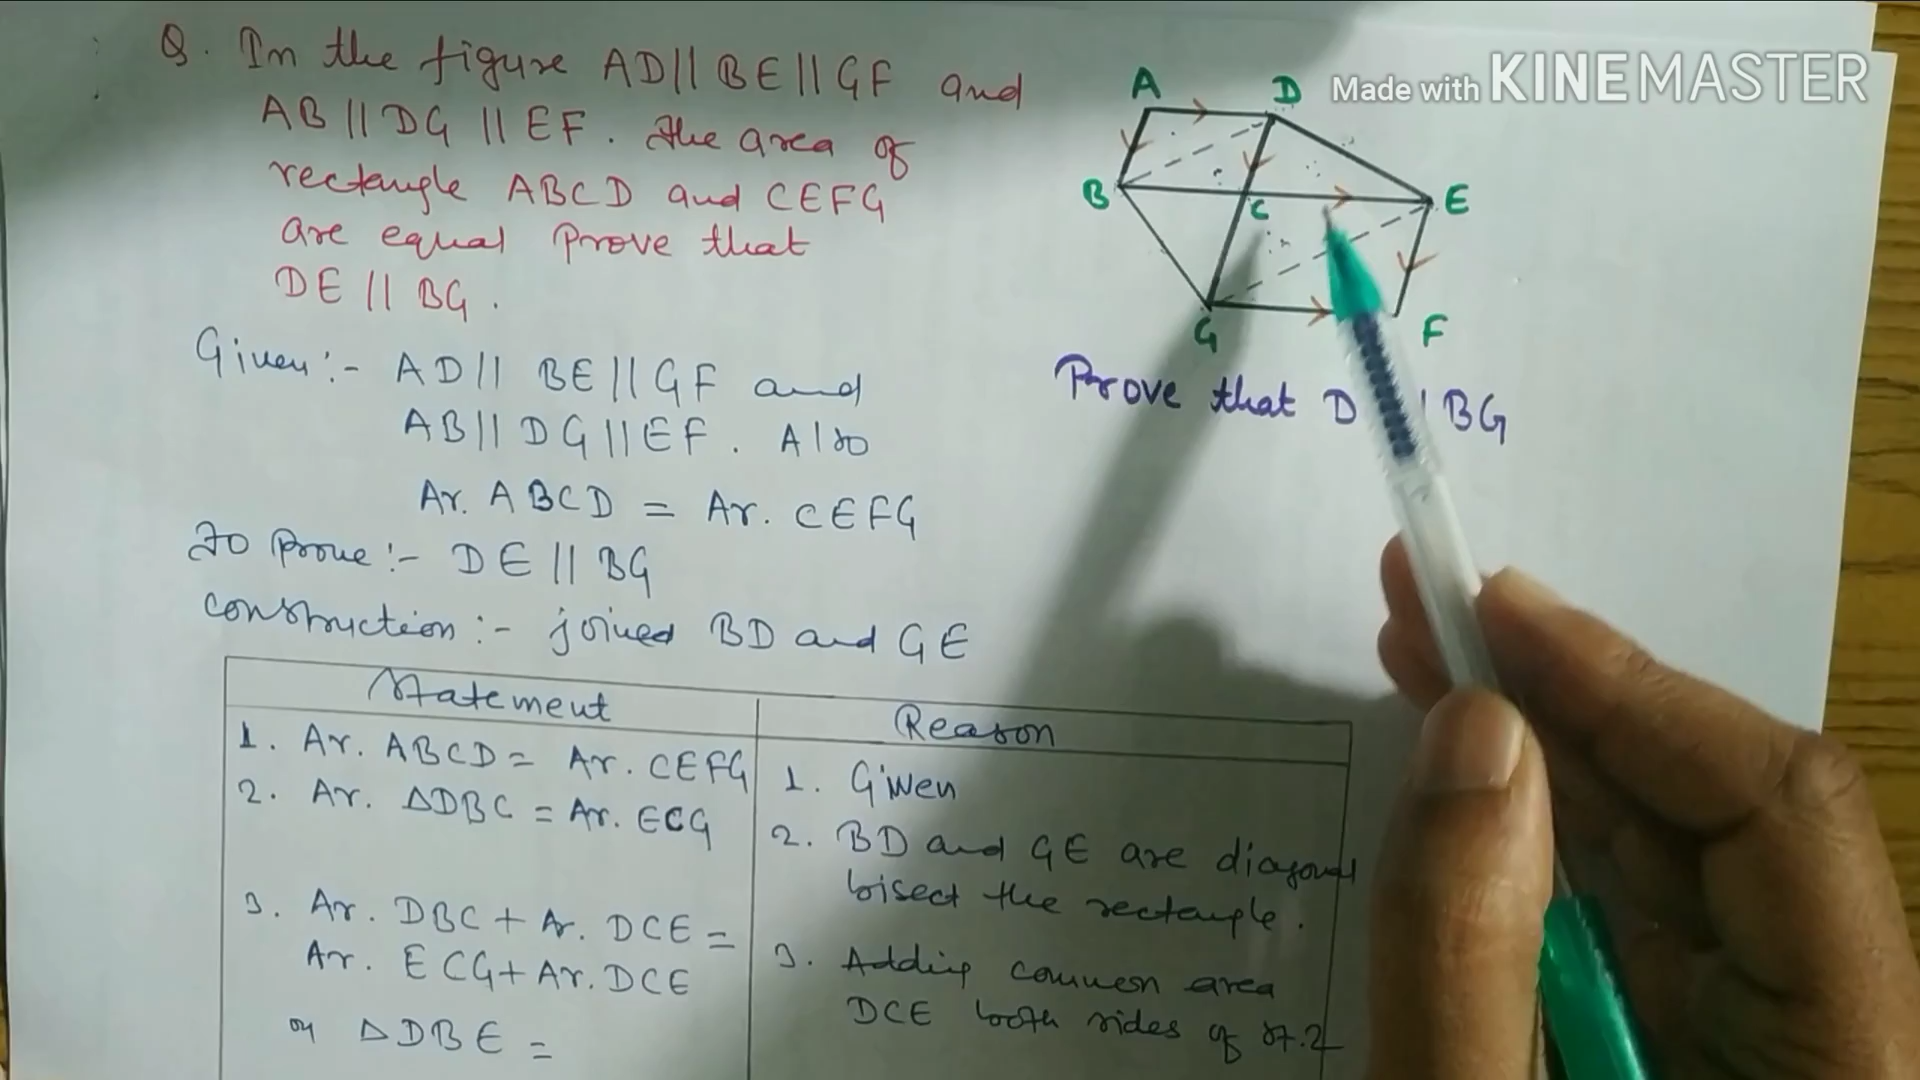 Q. In the figure AD || BE || GF and
AB || DG || EF. The area of
rectangle ABCD and CEFG
are equal Prove that
DE || BG.
Given:- AD || BE || GF and
AB || DG || EF. Also
Ar. ABCD = Ar. CEFG
To Prove:- DE || BG
Construction:- joined BD and GE
Statement
Reason
1. Ar. ABCD = Ar. CEFG
1. Given
2. Ar. ΔDBC = Ar. ECG
2. BD and GE are diagonal
bisect the rectangle.
3. Ar. DBC + Ar. DCE =
Ar. ECG + Ar. DCE
3. Adding common area
DCE both sides of st.2
or ΔDBE =
Made with KINEMASTER
A
D
B
C
E
G
F
Prove that D | BG